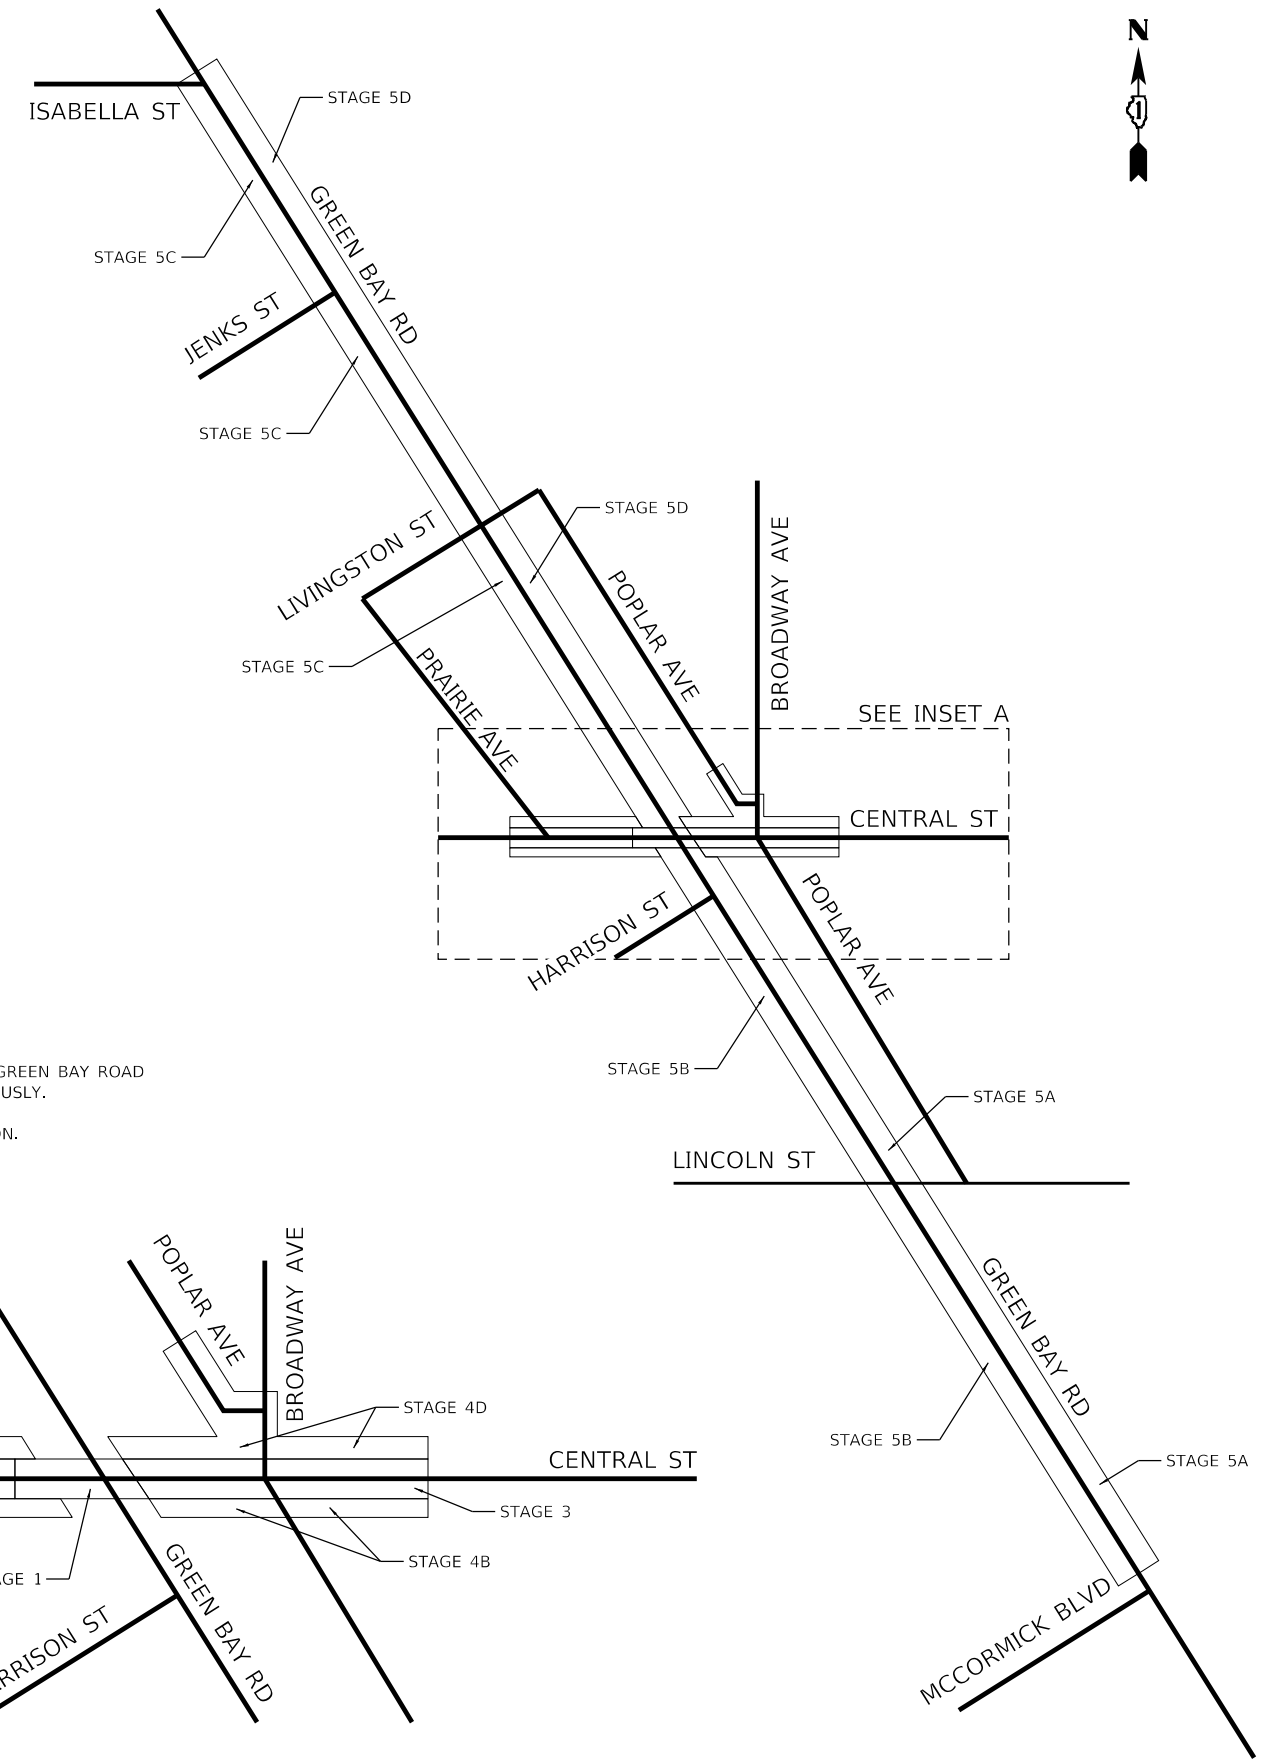 N
1
STAGE 5D
ISABELLA ST
GREEN BAY RD
STAGE 5C
JENKS ST
STAGE 5C
STAGE 5D
LIVINGSTON ST
POPLAR AVE
BROADWAY AVE
STAGE 5C
PRAIRIE AVE
SEE INSET A
CENTRAL ST
POPLAR AVE
HARRISON ST
STAGE 5B
GREEN BAY ROAD
USLY.
STAGE 5A
ON.
LINCOLN ST
POPLAR AVE
BROADWAY AVE
GREEN BAY RD
STAGE 4D
STAGE 5B
CENTRAL ST
STAGE 5A
STAGE 3
STAGE 4B
GE 1
GREEN BAY RD
RRISON ST
MCCORMICK BLVD